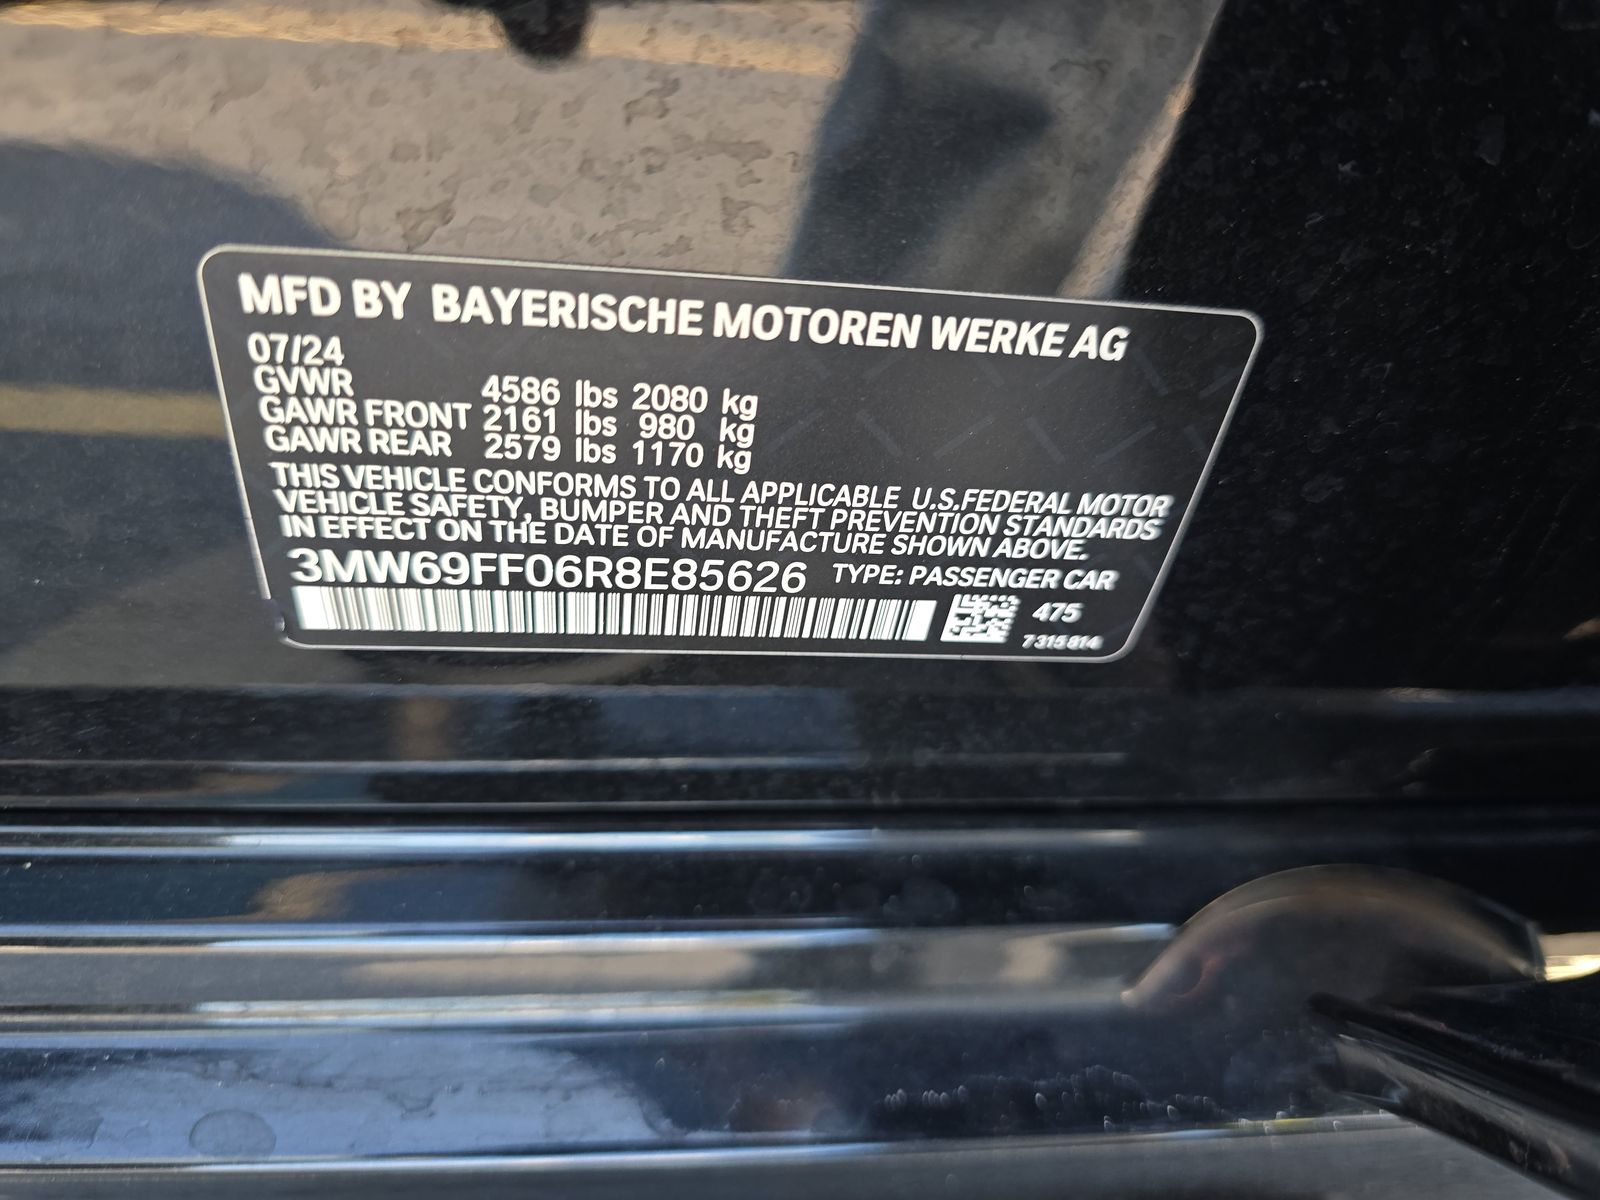 MFD BY BAYERISCHE MOTOREN WERKE AG
07/24
GVWR 4586 lbs 2080 kg
GAWR FRONT 2161 lbs 980 kg
GAWR REAR 2579 lbs 1170 kg
THIS VEHICLE CONFORMS TO ALL APPLICABLE U.S.FEDERAL MOTOR
VEHICLE SAFETY, BUMPER AND THEFT PREVENTION STANDARDS
IN EFFECT ON THE DATE OF MANUFACTURE SHOWN ABOVE.
3MW69FF06R8E85626 TYPE: PASSENGER CAR
475
7315814